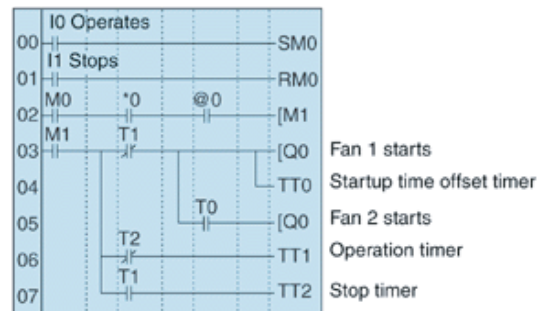 I0 Operates
00 SM0
I1 Stops
01 RM0
M0 *0 @0
02 [M1
M1 T1
03 [Q0 Fan 1 starts
04 TT0 Startup time offset timer
T0
05 [Q0 Fan 2 starts
T2
06 TT1 Operation timer
T1
07 TT2 Stop timer